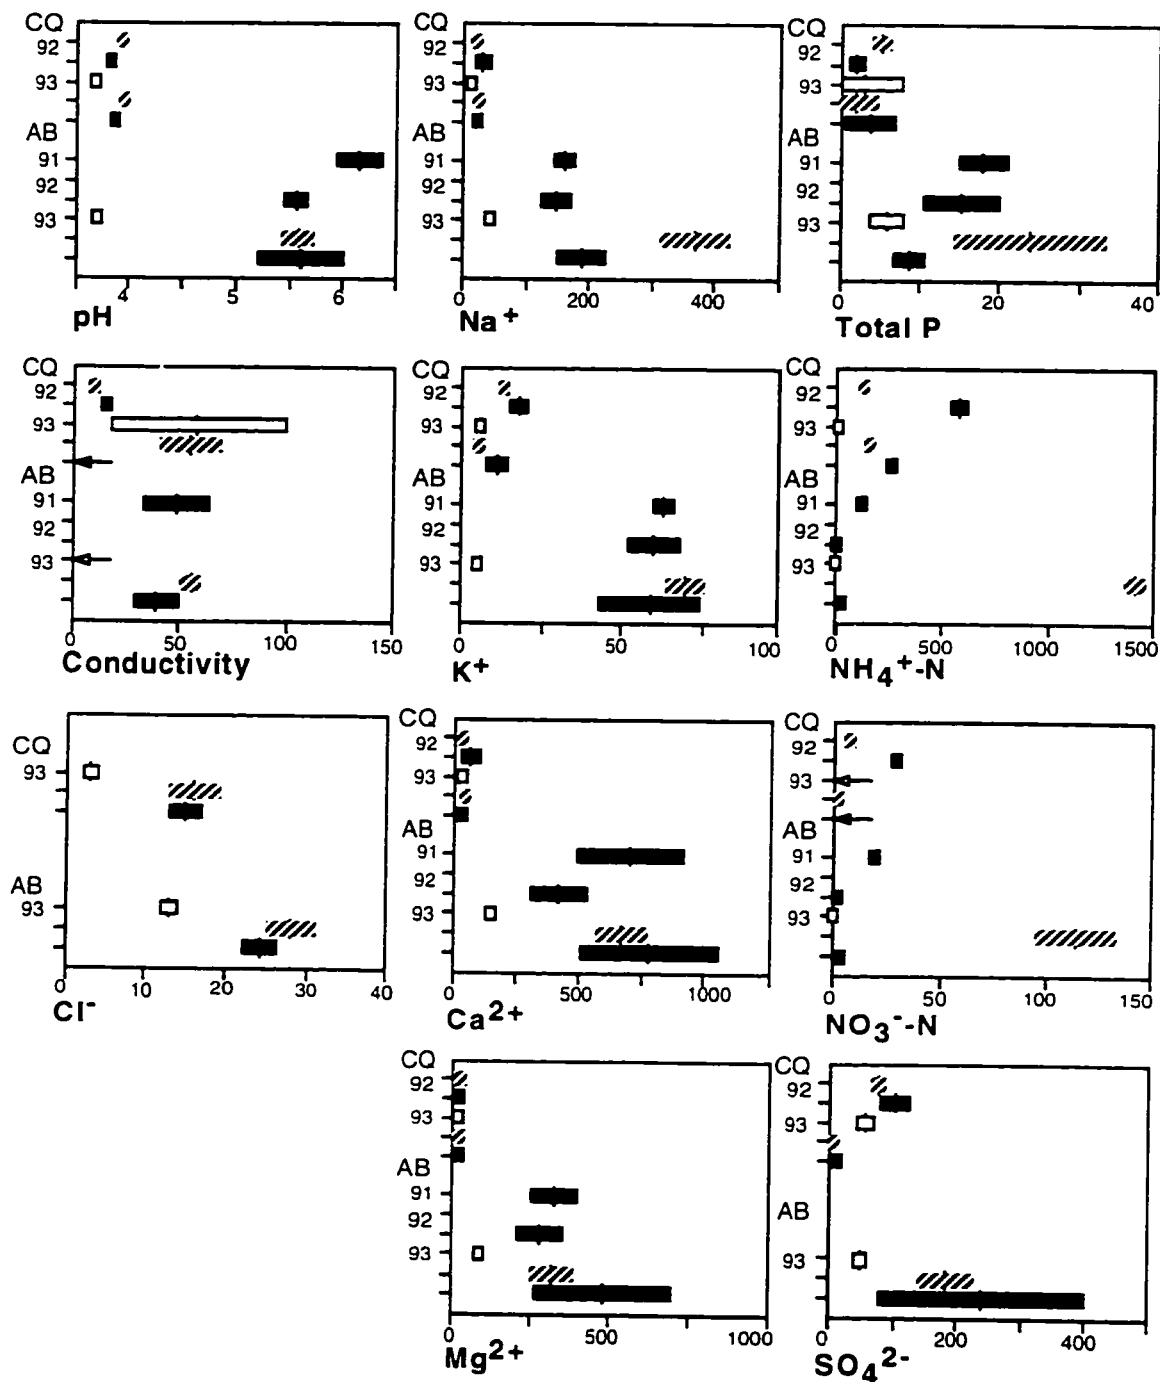 CQ
92
93
AB
91
92
93
4 5 6
pH
CQ
92
93
AB
91
92
93
0 200 400
Na+
CQ
92
93
AB
91
92
93
0 20 40
Total P
CQ
92
93
AB
91
92
93
0 50 100 150
Conductivity
CQ
92
93
AB
91
92
93
0 50 100
K+
CQ
92
93
AB
91
92
93
0 500 1000 1500
NH4+-N
CQ
93
AB
93
0 10 20 30 40
Cl-
CQ
92
93
AB
91
92
93
0 500 1000
Ca2+
CQ
92
93
AB
91
92
93
0 50 100 150
NO3--N
CQ
92
93
AB
91
92
93
0 500 1000
Mg2+
CQ
92
93
AB
93
0 200 400
SO42-